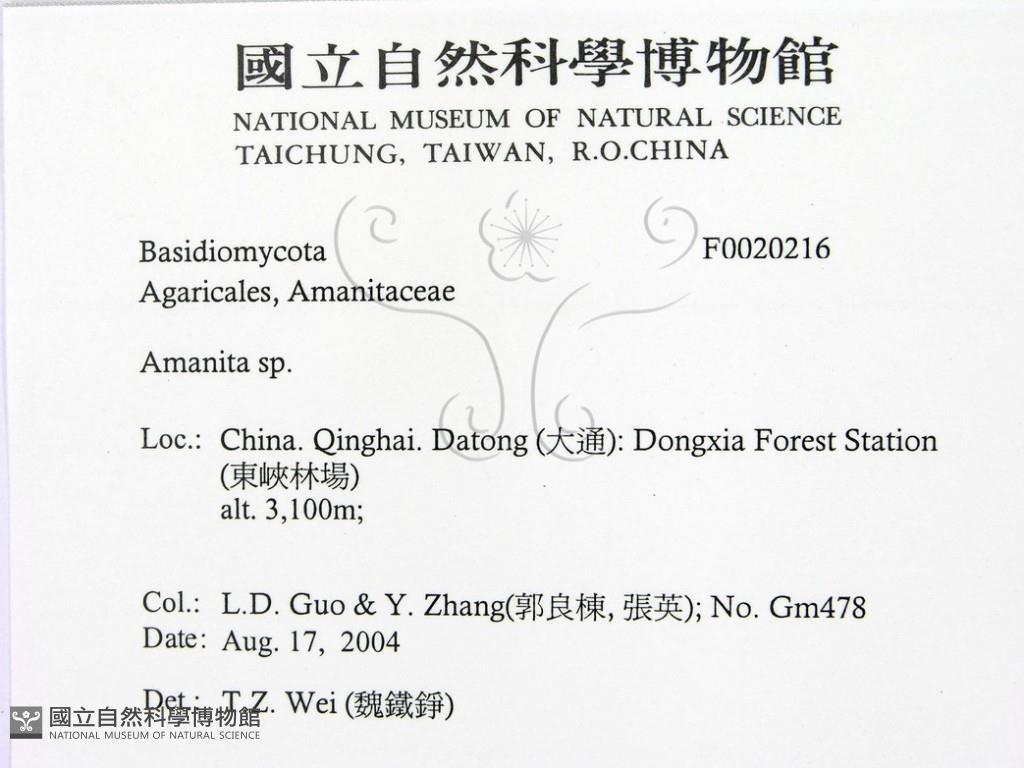 國立自然科學博物館
NATIONAL MUSEUM OF NATURAL SCIENCE
TAICHUNG, TAIWAN, R.O.CHINA
Basidiomycota F0020216
Agaricales, Amanitaceae
Amanita sp.
Loc.: China. Qinghai. Datong (大通): Dongxia Forest Station
(東峽林場)
alt. 3,100m;
Col.: L.D. Guo & Y. Zhang(郭良棟, 張英); No. Gm478
Date: Aug. 17, 2004
Det.: T.Z. Wei (魏鐵錚)
國立自然科學博物館
NATIONAL MUSEUM OF NATURAL SCIENCE